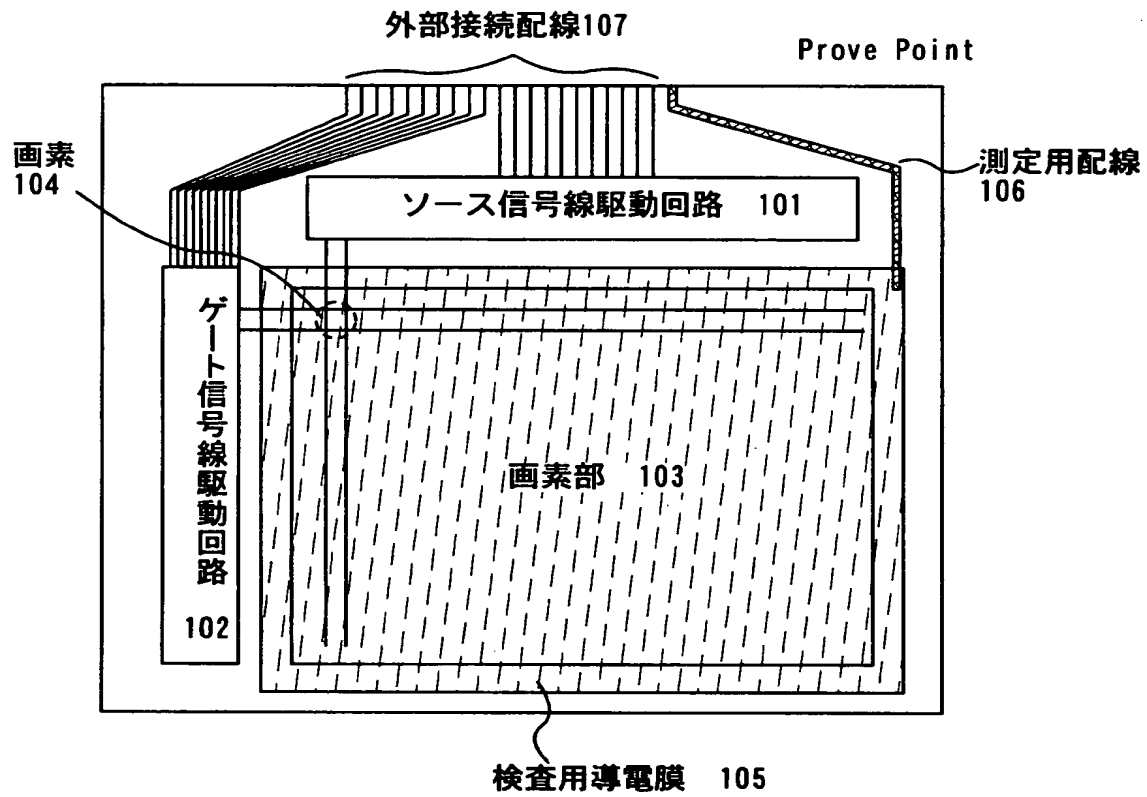 外部接続配線107
Prove Point
画素
104
測定用配線
106
ソース信号線駆動回路 101
ゲート信号線駆動回路
102
画素部 103
検査用導電膜 105